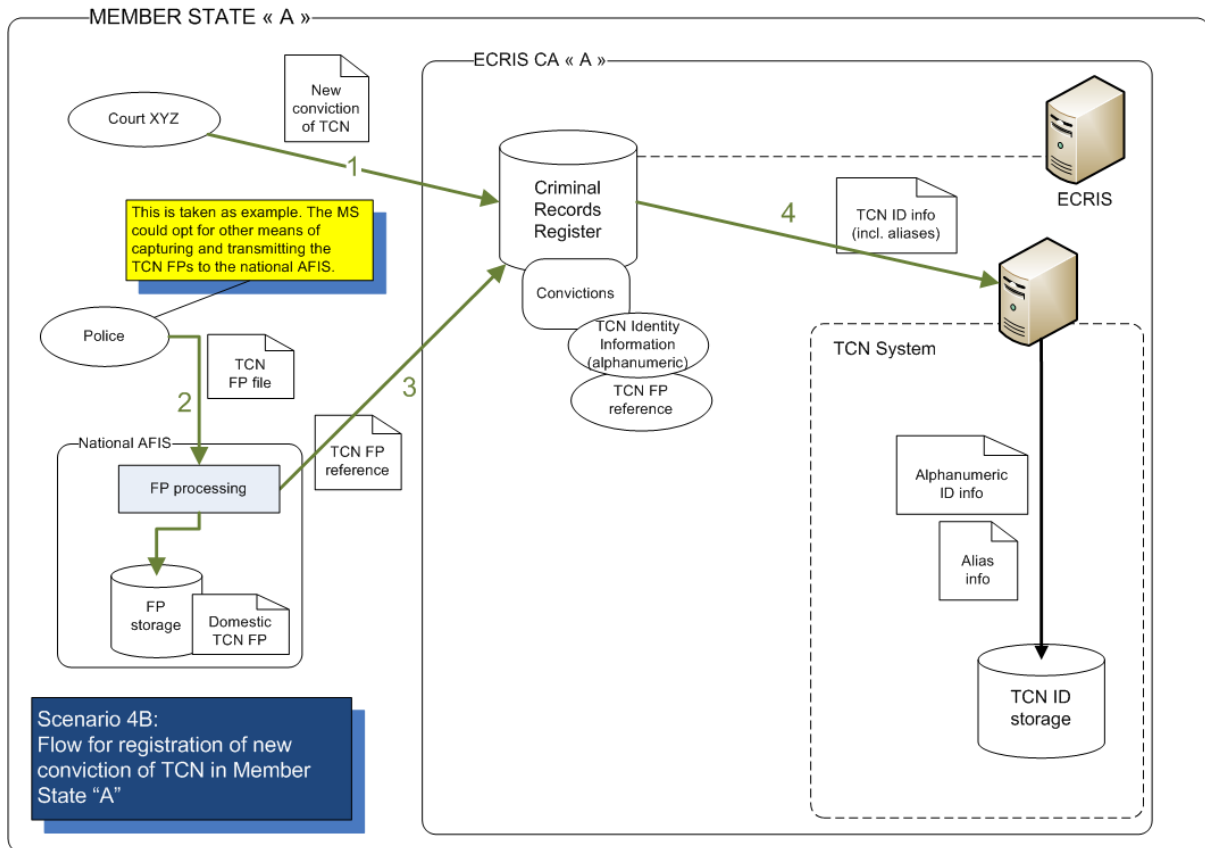 MEMBER STATE « A »
ECRIS CA « A »
New
conviction
of TCN
Court XYZ
1
Criminal
Records
Register
ECRIS
4
TCN ID info
(incl. aliases)
This is taken as example. The MS
could opt for other means of
capturing and transmitting the
TCN FPs to the national AFIS.
Convictions
TCN Identity
Information
(alphanumeric)
TCN FP
reference
Police
TCN
FP file
2
3
TCN System
National AFIS
TCN FP
reference
FP processing
Alphanumeric
ID info
Alias
info
FP
storage
Domestic
TCN FP
TCN ID
storage
Scenario 4B:
Flow for registration of new
conviction of TCN in Member
State “A”